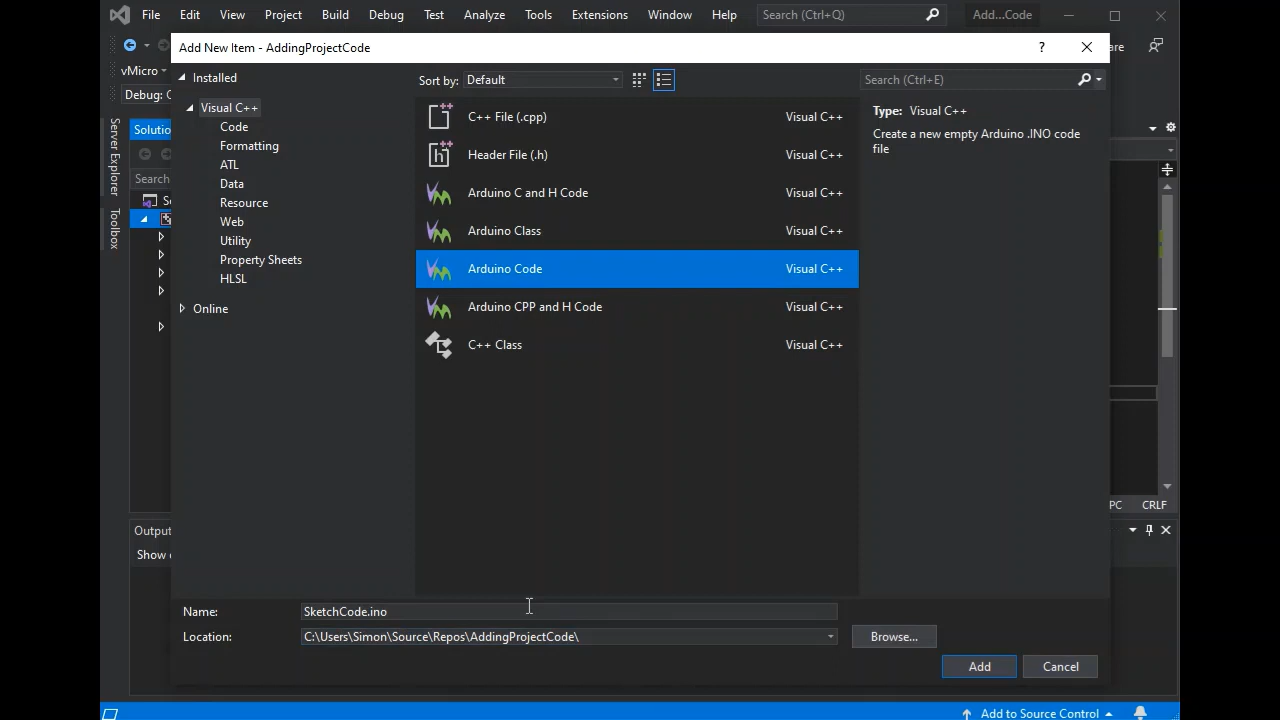 File Edit View Project Build Debug Test Analyze Tools Extensions Window Help Search (Ctrl+Q) Add...Code
Add New Item - AddingProjectCode ?
vMicro
Debug:
Server Explorer
Toolbox
Search
Installed
Visual C++
Code
Formatting
ATL
Data
Resource
Web
Utility
Property Sheets
HLSL
Online
Sort by: Default
C++ File (.cpp) Visual C++
Header File (.h) Visual C++
Arduino C and H Code Visual C++
Arduino Class Visual C++
Arduino Code Visual C++
Arduino CPP and H Code Visual C++
C++ Class Visual C++
Search (Ctrl+E)
Type: Visual C++
Create a new empty Arduino .INO code
file
CRLF
Output
Show
Name: SketchCode.ino
Location: C:\Users\Simon\Source\Repos\AddingProjectCode\ Browse...
Add Cancel
Add to Source Control